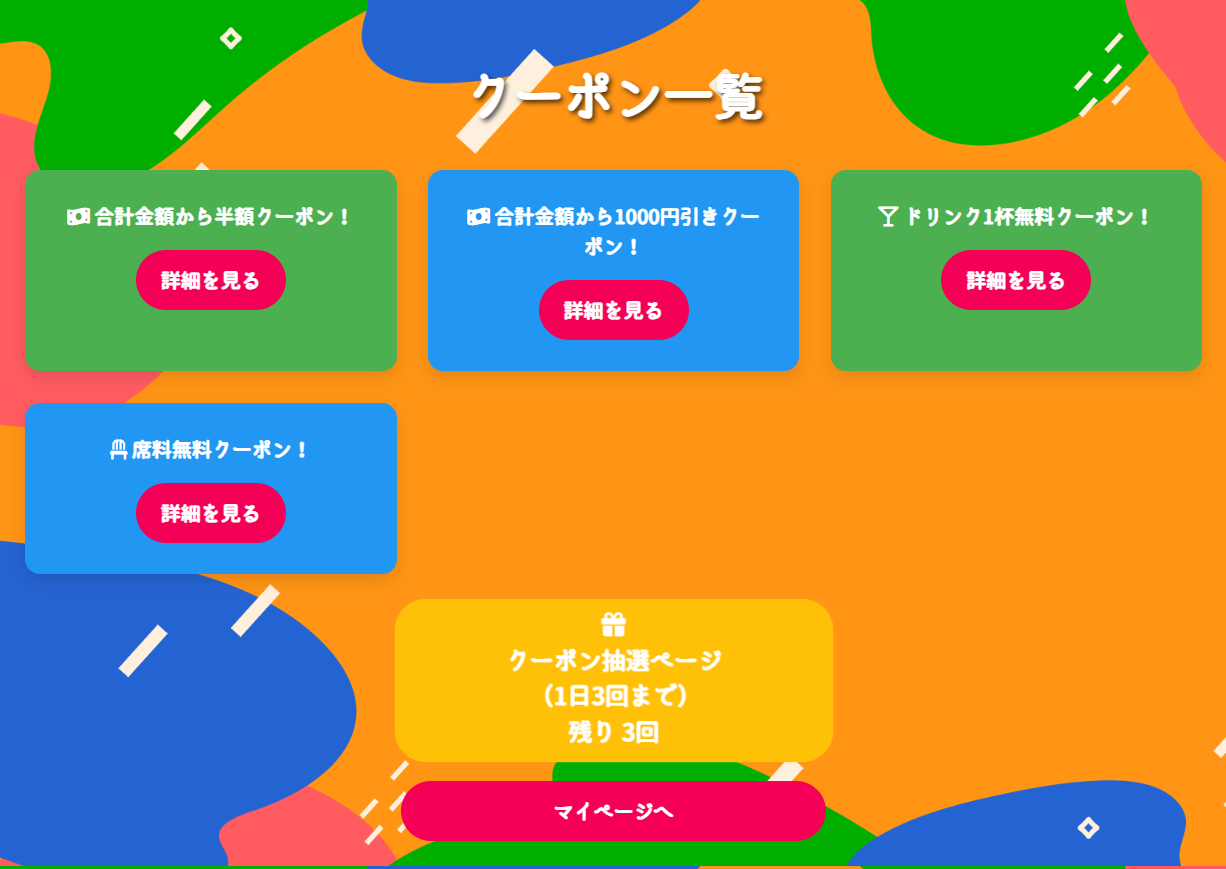 クーポン一覧
合計金額から半額クーポン！
詳細を見る
合計金額から1000円引きクー
ポン！
詳細を見る
ドリンク1杯無料クーポン！
詳細を見る
席料無料クーポン！
詳細を見る
クーポン抽選ページ
（1日3回まで）
残り 3回
マイページへ